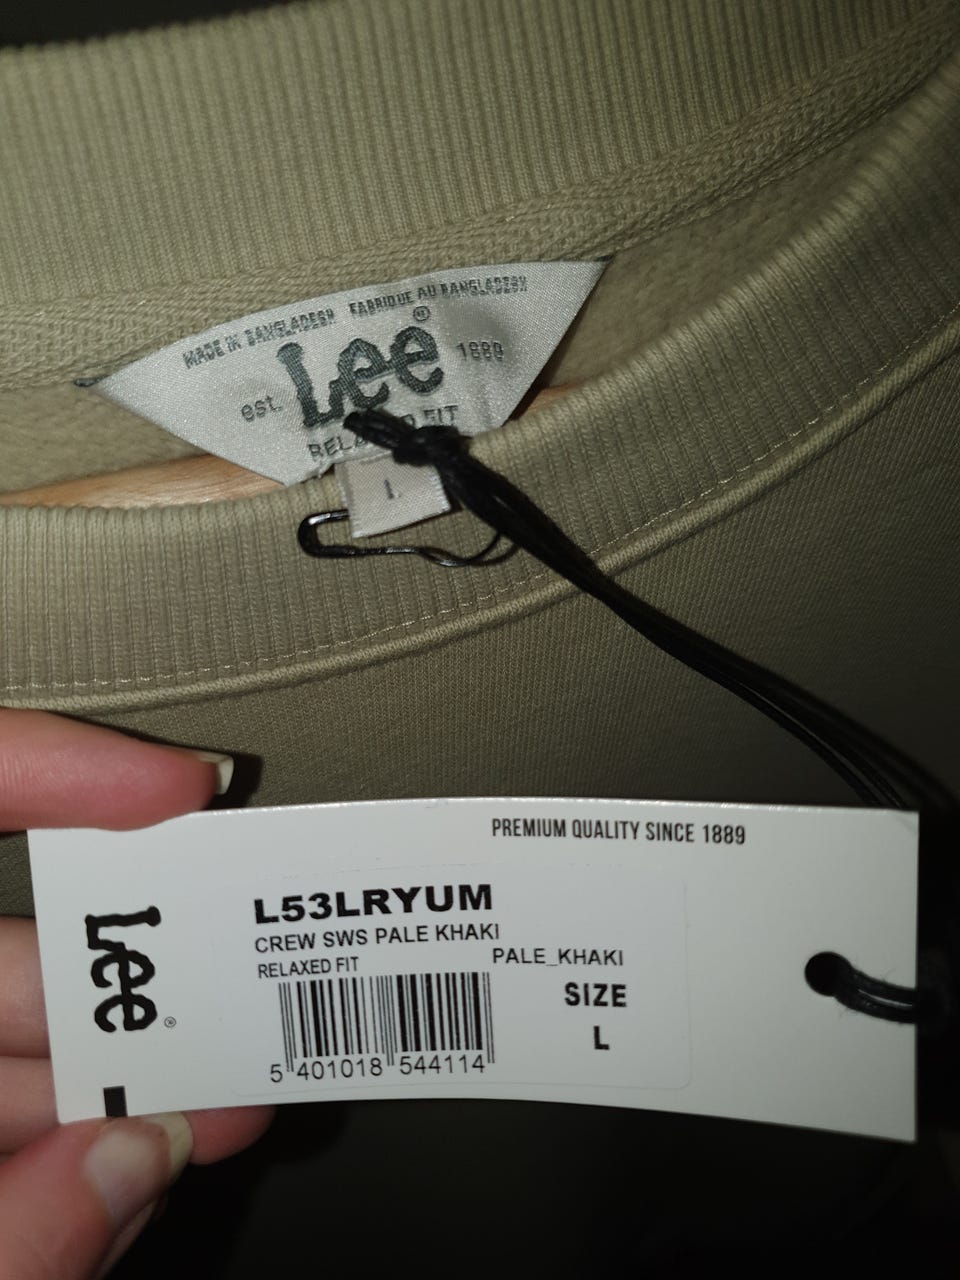 MADE IN BANGLADESH FABRIQUE AU BANGLADESH
est. Lee® 1889
FIT
L
PREMIUM QUALITY SINCE 1889
Lee®
L53LRYUM
CREW SWS PALE KHAKI
PALE_KHAKI
RELAXED FIT
SIZE
L
5 401018 544114